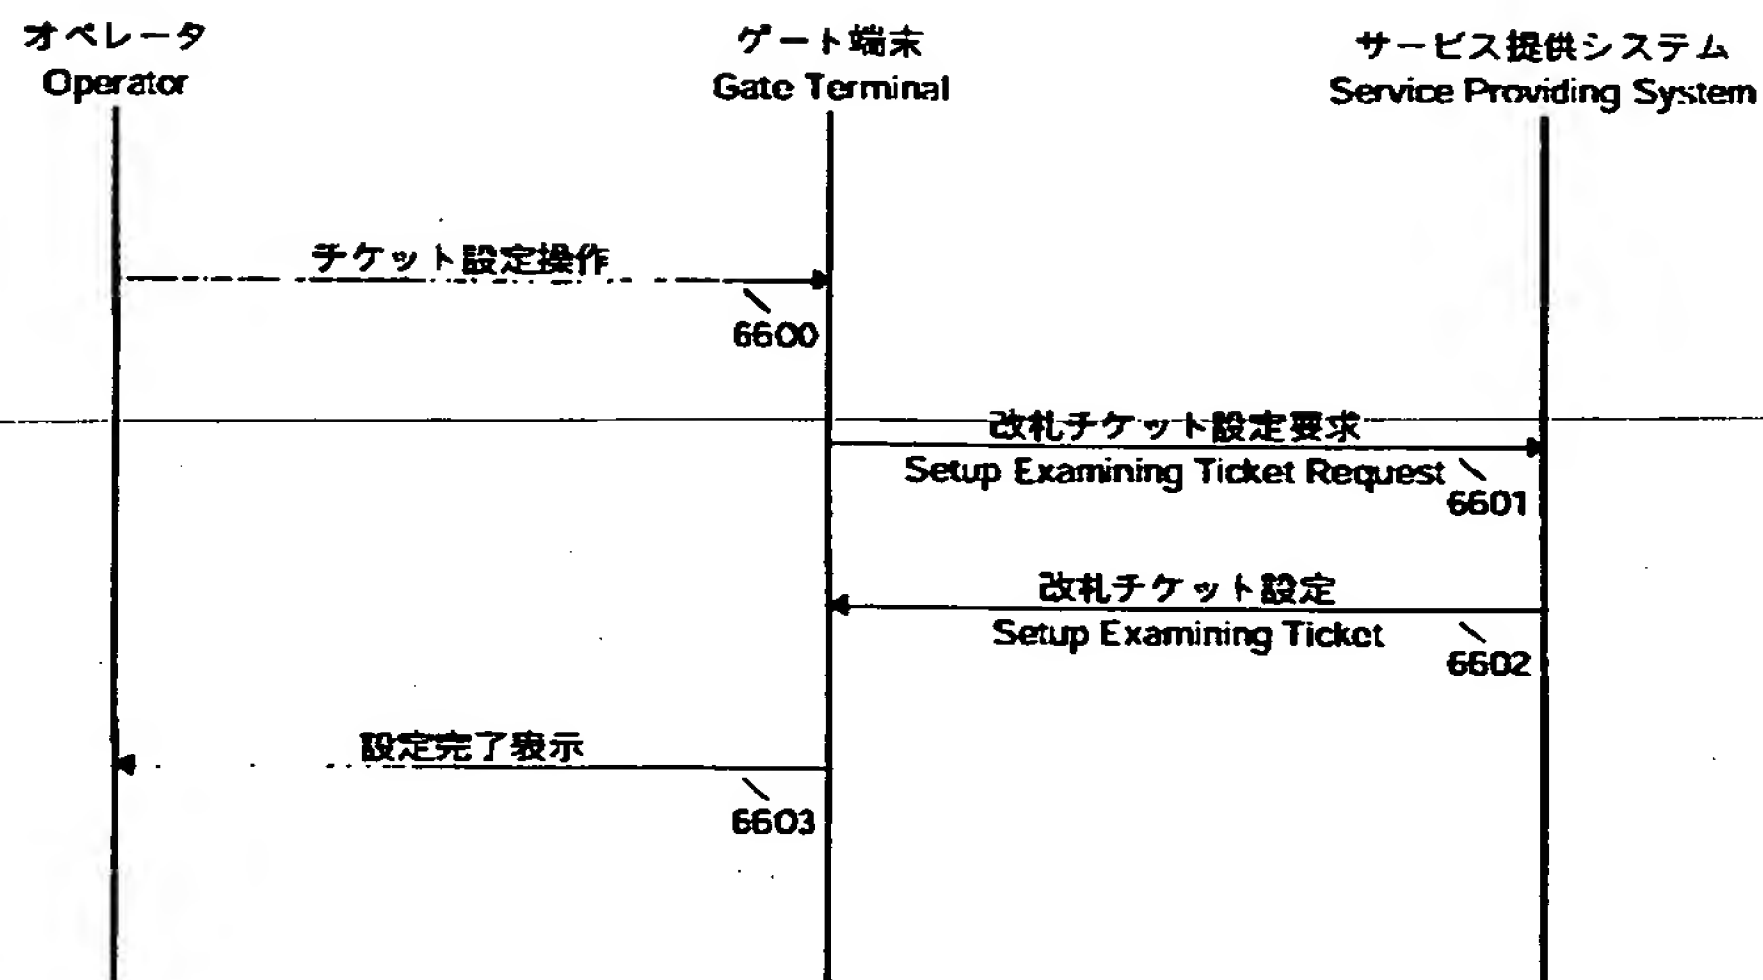 オペレータ
Operator
ゲート端末
Gate Terminal
サービス提供システム
Service Providing System
チケット設定操作
6600
改札チケット設定要求
Setup Examining Ticket Request
6601
改札チケット設定
Setup Examining Ticket
6602
設定完了表示
6603